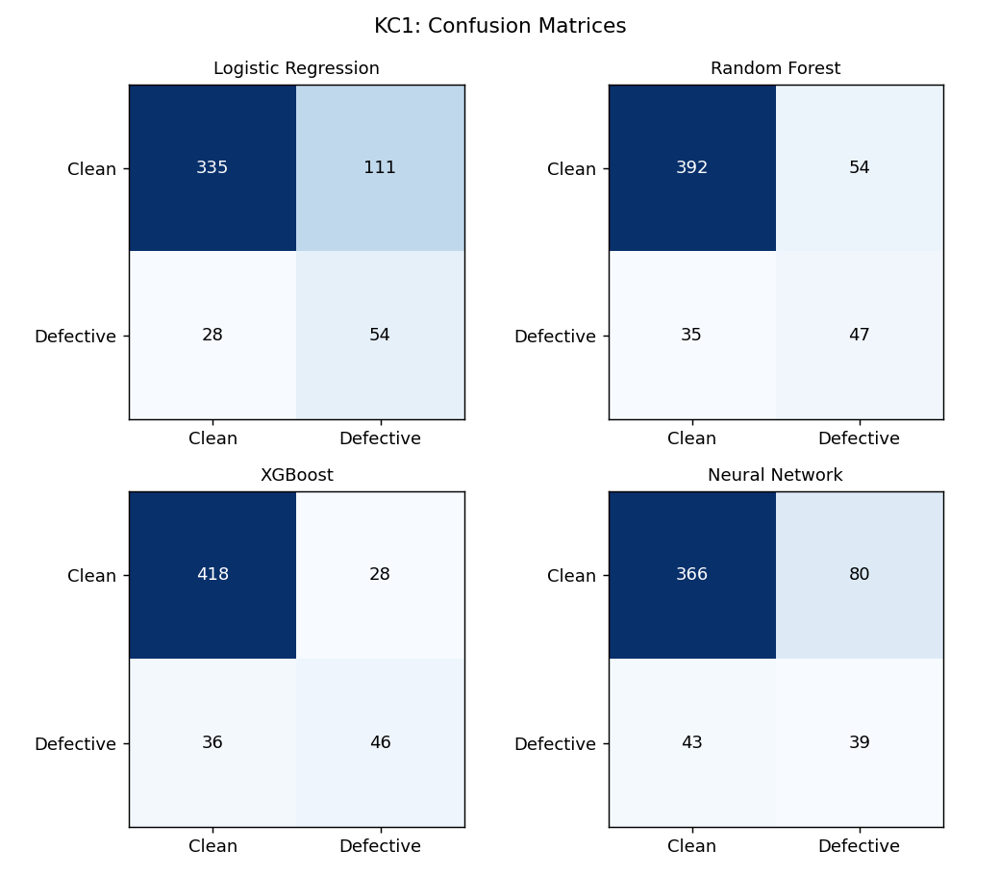 KC1: Confusion Matrices
Logistic Regression
Clean
335
111
Defective
28
54
Clean
Defective
Random Forest
Clean
392
54
Defective
35
47
Clean
Defective
XGBoost
Clean
418
28
Defective
36
46
Clean
Defective
Neural Network
Clean
366
80
Defective
43
39
Clean
Defective